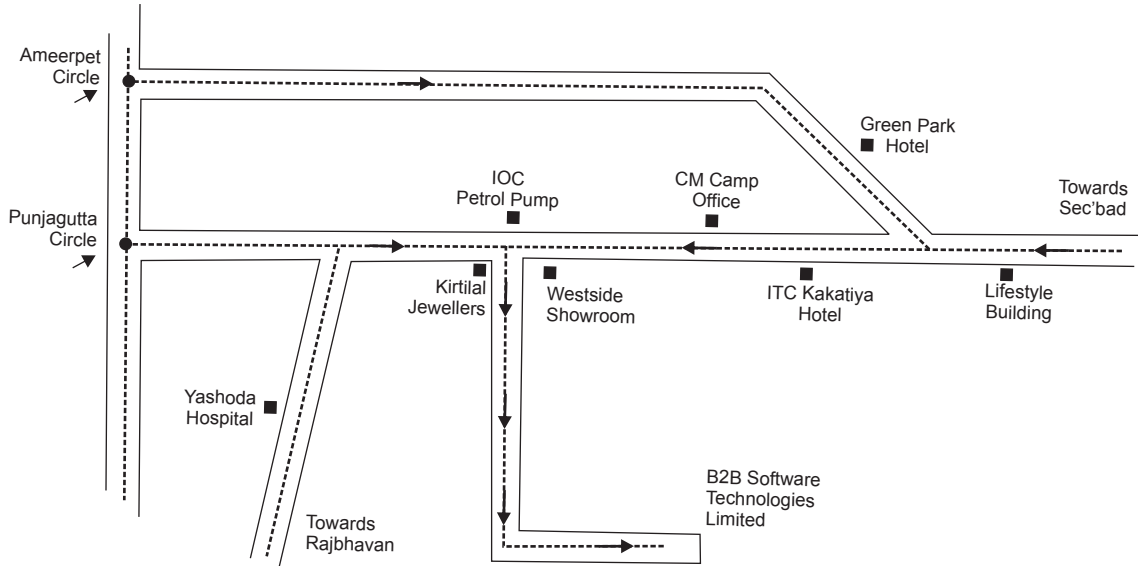 Ameerpet
Circle
Green Park
Hotel
IOC
Petrol Pump
CM Camp
Office
Towards
Sec'bad
Punjagutta
Circle
Kirtilal
Jewellers
Westside
Showroom
ITC Kakatiya
Hotel
Lifestyle
Building
Yashoda
Hospital
B2B Software
Technologies
Limited
Towards
Rajbhavan